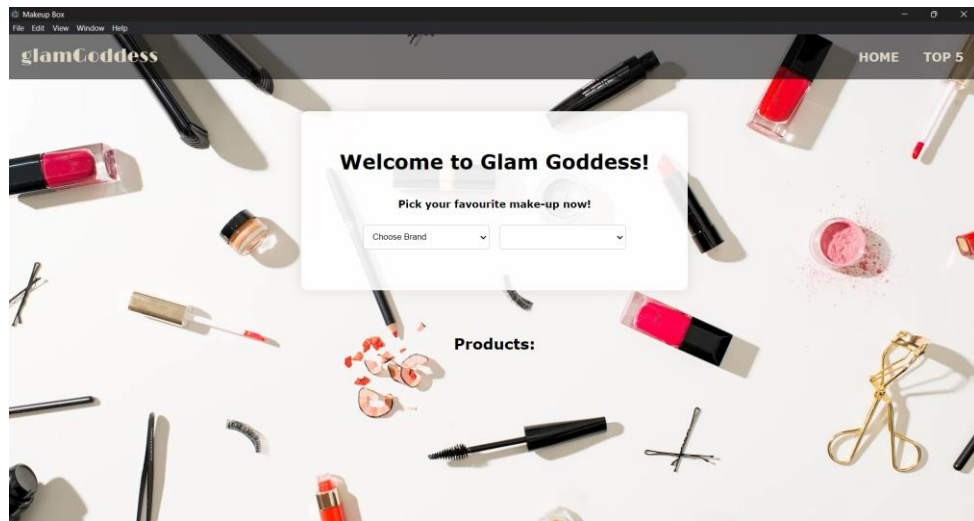 Makeup Box
File Edit View Window Help
glamGoddess
HOME TOP 5
Welcome to Glam Goddess!
Pick your favourite make-up now!
Choose Brand
Products: